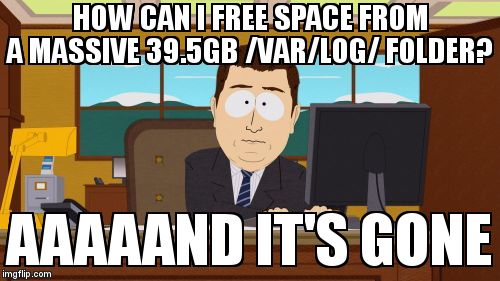 HOW CAN I FREE SPACE FROM
A MASSIVE 39.5GB /VAR/LOG/ FOLDER?
AAAAAND IT'S GONE
imgflip.com